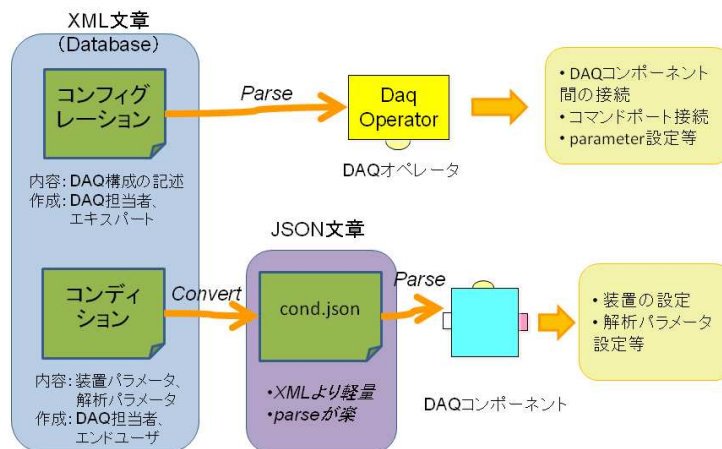 XML文章
（Database）
コンフィグ
レーション
Parse
Daq
Operator
DAQオペレータ
• DAQコンポーネント
間の接続
• コマンドポート接続
• parameter設定等
内容：DAQ構成の記述
作成：DAQ担当者、
エキスパート
JSON文章
コンディ
ション
Convert
cond.json
Parse
• 装置の設定
• 解析パラメータ
設定等
内容：装置パラメータ、
解析パラメータ
作成：DAQ担当者、
エンドユーザ
•XMLより軽量
•parseが楽
DAQコンポーネント